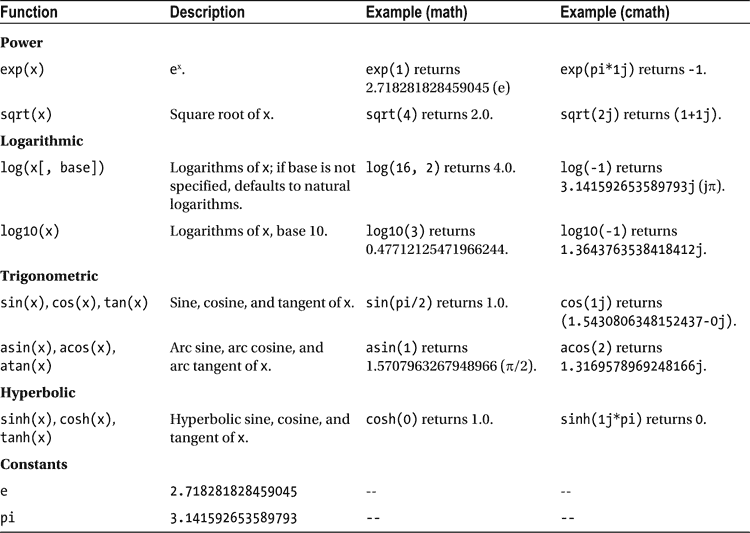 Function Description Example (math) Example (cmath)
Power
exp(x) eˣ. exp(1) returns exp(pi*1j) returns -1.
2.718281828459045 (e)
sqrt(x) Square root of x. sqrt(4) returns 2.0. sqrt(2j) returns (1+1j).
Logarithmic
log(x[, base]) Logarithms of x; if base is not log(16, 2) returns 4.0. log(-1) returns
specified, defaults to natural 3.141592653589793j (jπ).
logarithms.
log10(x) Logarithms of x, base 10. log10(3) returns log10(-1) returns
0.47712125471966244. 1.3643763538418412j.
Trigonometric
sin(x), cos(x), tan(x) Sine, cosine, and tangent of x. sin(pi/2) returns 1.0. cos(1j) returns
(1.5430806348152437-0j).
asin(x), acos(x), Arc sine, arc cosine, and asin(1) returns acos(2) returns
atan(x) arc tangent of x. 1.5707963267948966 (π/2). 1.3169578969248166j.
Hyperbolic
sinh(x), cosh(x), Hyperbolic sine, cosine, and cosh(0) returns 1.0. sinh(1j*pi) returns 0.
tanh(x) tangent of x.
Constants
e 2.718281828459045 -- --
pi 3.141592653589793 -- --